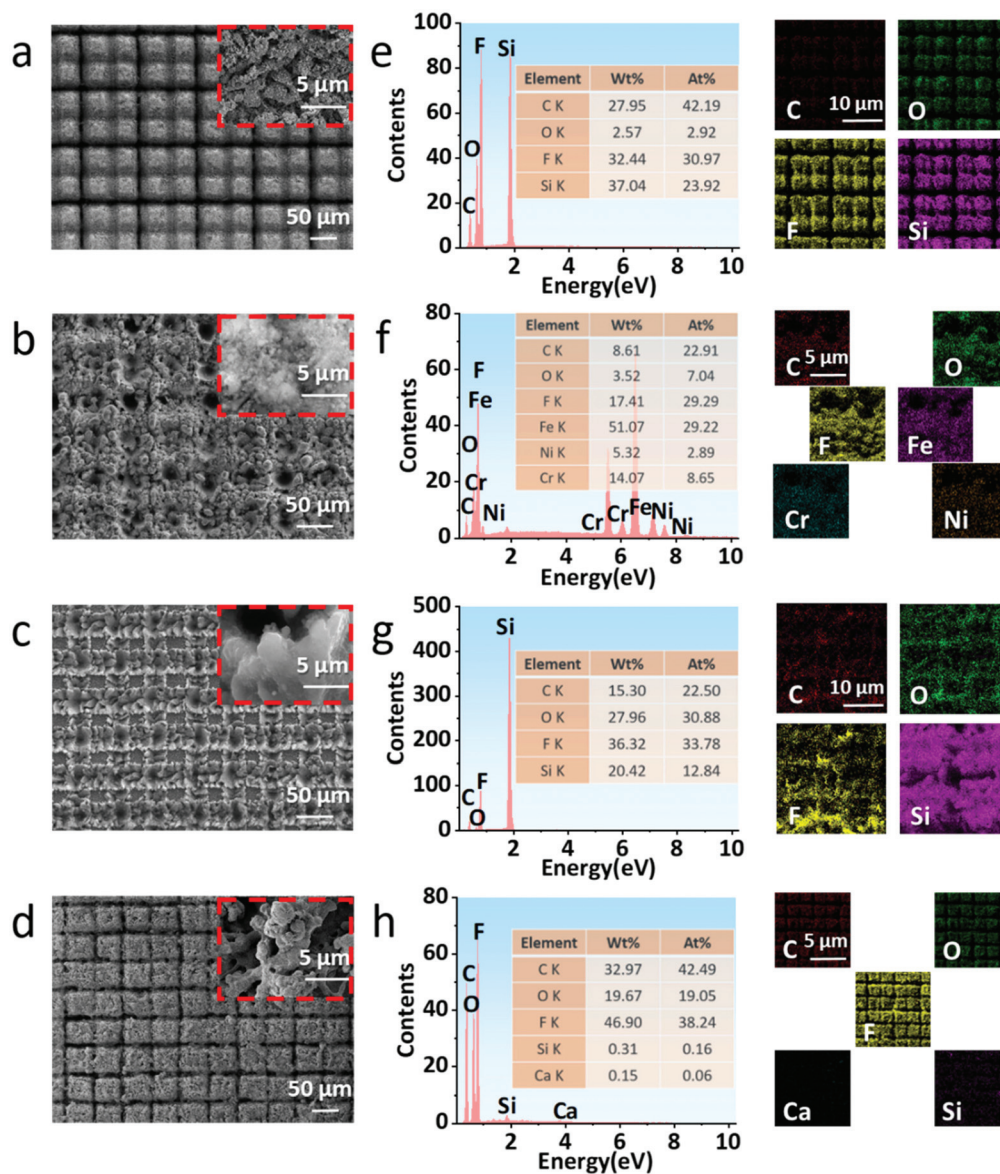 a
5 μm
50 μm
e
100
80
60
40
20
0
Contents
F
Si
O
C
Element Wt% At%
C K 27.95 42.19
O K 2.57 2.92
F K 32.44 30.97
Si K 37.04 23.92
2 4 6 8 10
Energy(eV)
C
10 μm
O
F
Si
b
5 μm
50 μm
f
80
60
40
20
0
Contents
F
Fe
O
Cr
C
Ni
Element Wt% At%
C K 8.61 22.91
O K 3.52 7.04
F K 17.41 29.29
Fe K 51.07 29.22
Ni K 5.32 2.89
Cr K 14.07 8.65
Cr
Cr
Fe
Ni
Ni
2 4 6 8 10
Energy(eV)
C
5 μm
O
F
Fe
Cr
Ni
c
5 μm
50 μm
g
500
400
300
200
100
0
Contents
Si
F
C
O
Element Wt% At%
C K 15.30 22.50
O K 27.96 30.88
F K 36.32 33.78
Si K 20.42 12.84
2 4 6 8 10
Energy(eV)
C
10 μm
O
F
Si
d
5 μm
50 μm
h
80
60
40
20
0
Contents
F
C
O
Element Wt% At%
C K 32.97 42.49
O K 19.67 19.05
F K 46.90 38.24
Si K 0.31 0.16
Ca K 0.15 0.06
Si
Ca
2 4 6 8 10
Energy(eV)
C
5 μm
O
F
Ca
Si